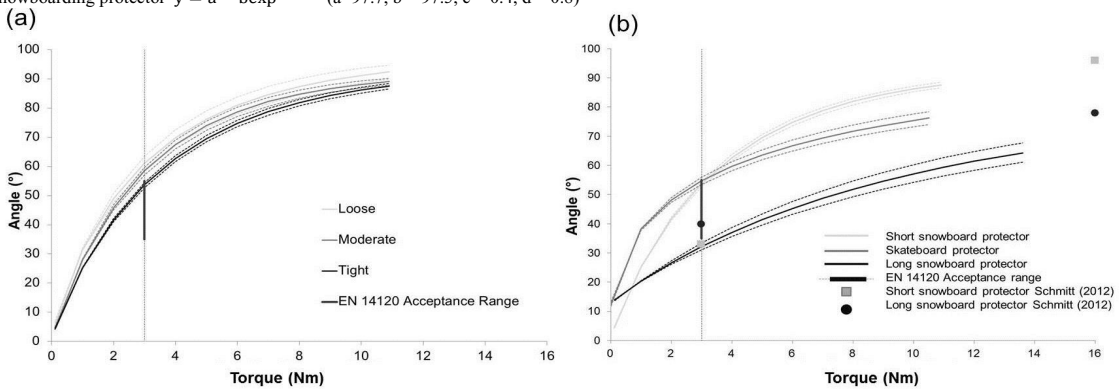 (a)
(b)
100
90
80
70
60
50
40
30
20
10
0
Angle (°)
0 2 4 6 8 10 12 14 16
Torque (Nm)
Loose
Moderate
Tight
EN 14120 Acceptance Range
100
90
80
70
60
50
40
30
20
10
0
Angle (°)
0 2 4 6 8 10 12 14 16
Torque (Nm)
Short snowboard protector
Skateboard protector
Long snowboard protector
EN 14120 Acceptance range
Short snowboard protector Schmitt (2012)
Long snowboard protector Schmitt (2012)